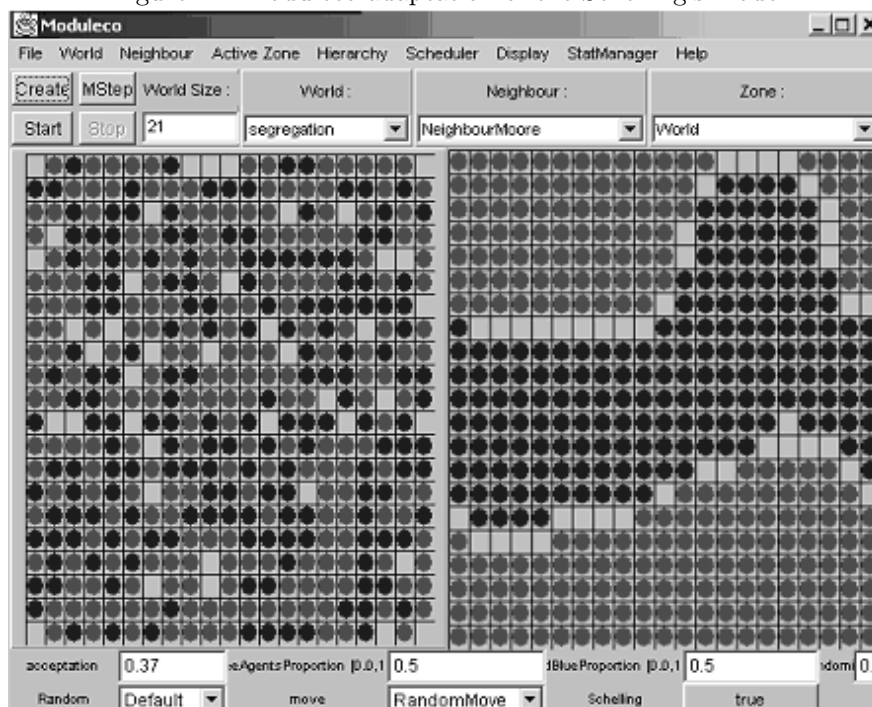 Moduleco
File World Neighbour Active Zone Hierarchy Scheduler Display StatManager Help
Create MStep World Size : World : Neighbour : Zone :
Start Stop 21 segregation NeighbourMoore World
acceptation 0.37 eAgentsProportion [0.0,1 0.5 dBlueProportion [0.0,1 0.5 0.
Random Default move RandomMove Schelling true